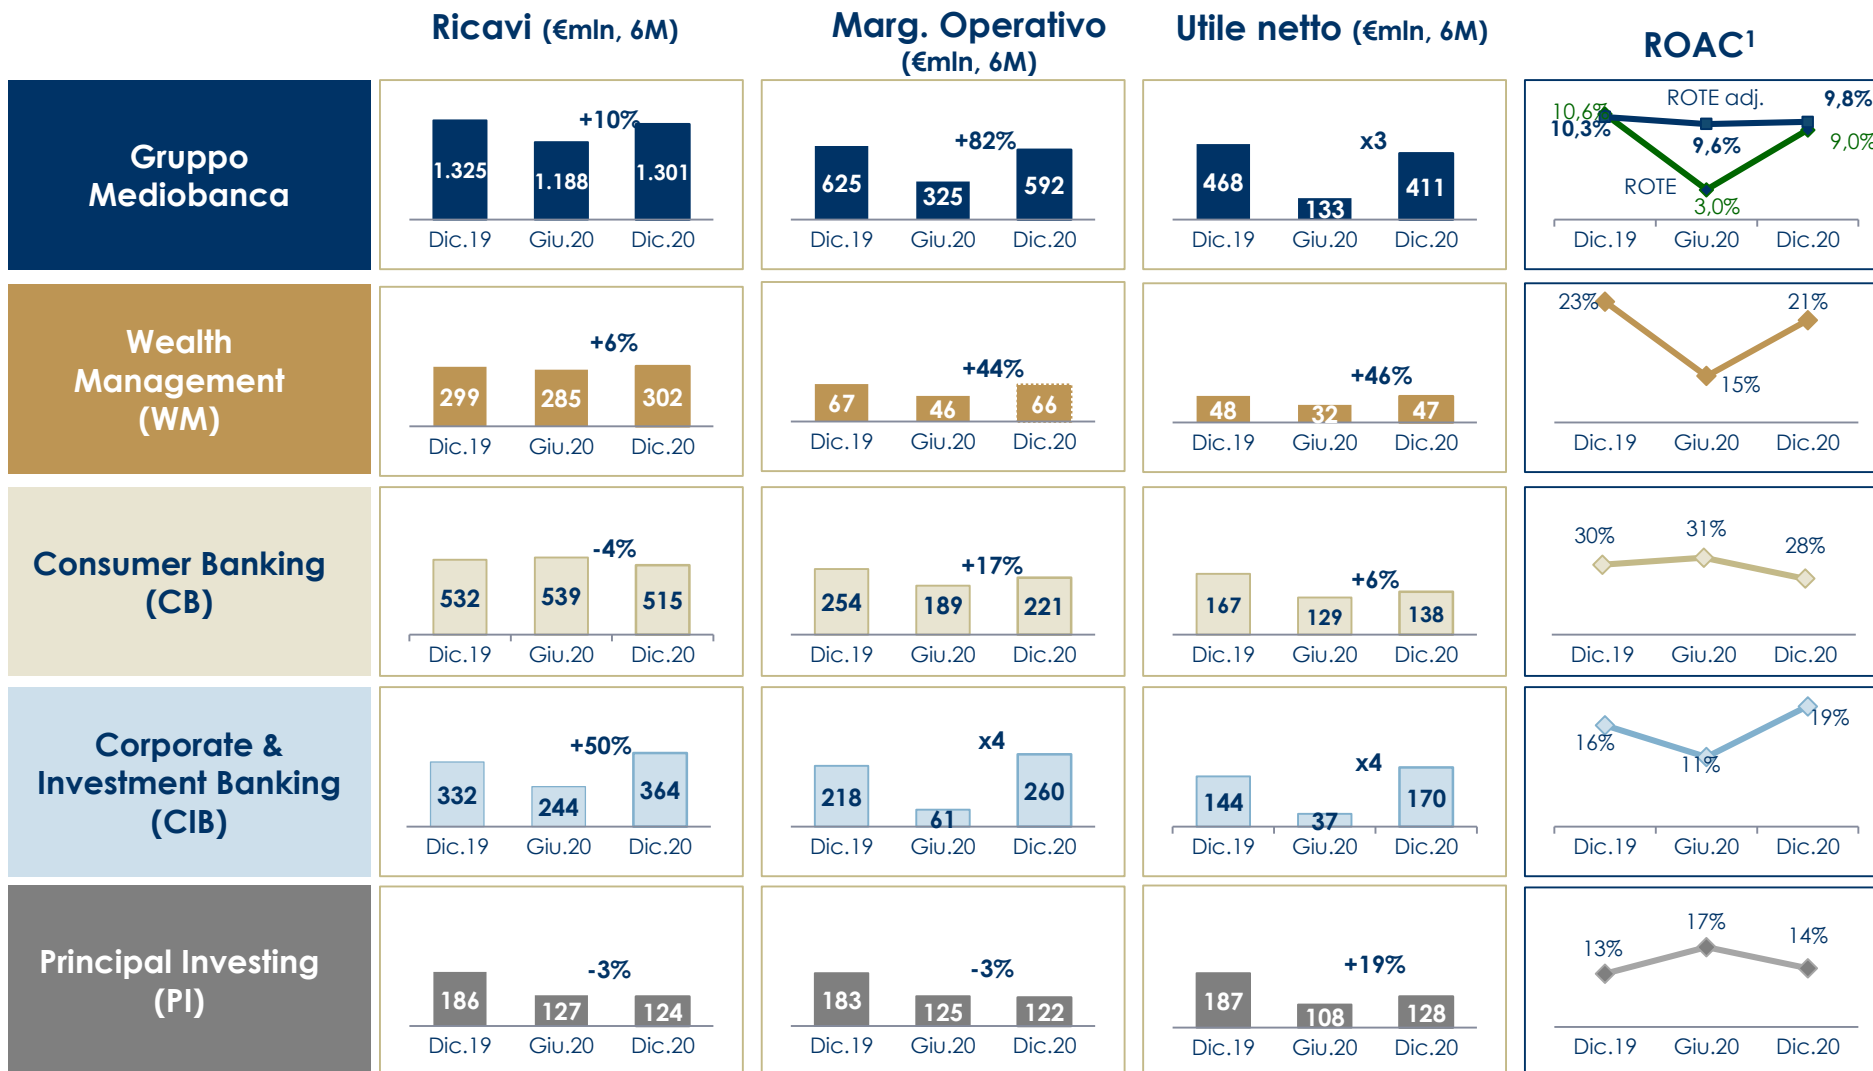 Ricavi (€mln, 6M)
Marg. Operativo
(€mln, 6M)
Utile netto (€mln, 6M)
ROAC1
Gruppo
Mediobanca
+10%
1.325
1.188
1.301
Dic.19
Giu.20
Dic.20
+82%
625
325
592
Dic.19
Giu.20
Dic.20
x3
468
133
411
Dic.19
Giu.20
Dic.20
10,6%
10,3%
ROTE adj.
9,8%
9,6%
9,0%
ROTE
3,0%
Dic.19
Giu.20
Dic.20
Wealth
Management
(WM)
+6%
299
285
302
Dic.19
Giu.20
Dic.20
+44%
67
46
66
Dic.19
Giu.20
Dic.20
+46%
48
32
47
Dic.19
Giu.20
Dic.20
23%
21%
15%
Dic.19
Giu.20
Dic.20
Consumer Banking
(CB)
-4%
532
539
515
Dic.19
Giu.20
Dic.20
+17%
254
189
221
Dic.19
Giu.20
Dic.20
+6%
167
129
138
Dic.19
Giu.20
Dic.20
30%
31%
28%
Dic.19
Giu.20
Dic.20
Corporate &
Investment Banking
(CIB)
+50%
332
244
364
Dic.19
Giu.20
Dic.20
x4
218
61
260
Dic.19
Giu.20
Dic.20
x4
144
37
170
Dic.19
Giu.20
Dic.20
16%
11%
19%
Dic.19
Giu.20
Dic.20
Principal Investing
(PI)
-3%
186
127
124
Dic.19
Giu.20
Dic.20
-3%
183
125
122
Dic.19
Giu.20
Dic.20
+19%
187
108
128
Dic.19
Giu.20
Dic.20
13%
17%
14%
Dic.19
Giu.20
Dic.20